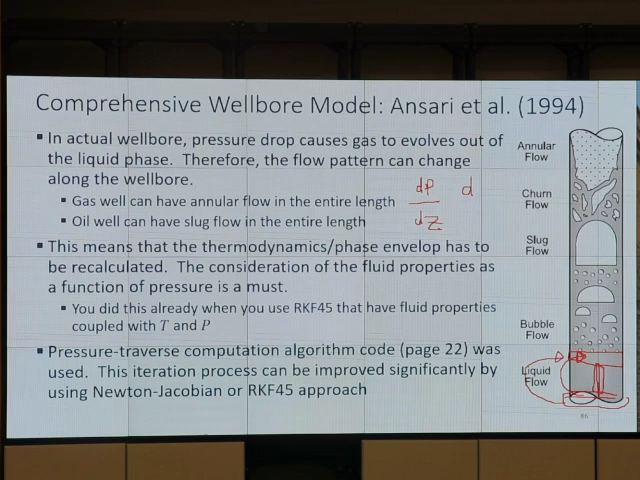 Comprehensive Wellbore Model: Ansari et al. (1994)
▪ In actual wellbore, pressure drop causes gas to evolves out of
the liquid phase. Therefore, the flow pattern can change
along the wellbore.
▪ Gas well can have annular flow in the entire length
▪ Oil well can have slug flow in the entire length
dP d
dZ
▪ This means that the thermodynamics/phase envelop has to
be recalculated. The consideration of the fluid properties as
a function of pressure is a must.
▪ You did this already when you use RKF45 that have fluid properties
coupled with T and P
▪ Pressure-traverse computation algorithm code (page 22) was
used. This iteration process can be improved significantly by
using Newton-Jacobian or RKF45 approach
Annular
Flow
Churn
Flow
Slug
Flow
Bubble
Flow
Liquid
Flow
86